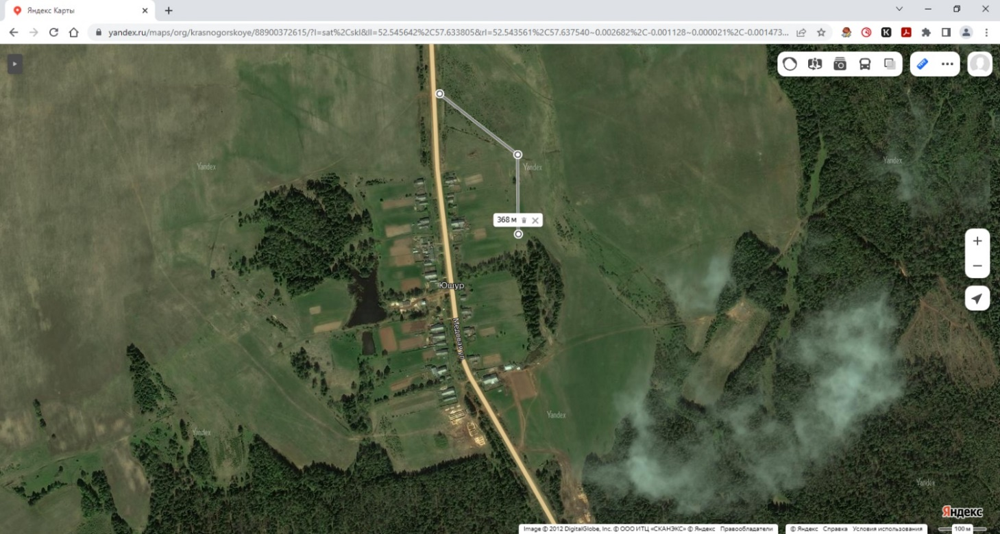 Яндекс Карты
yandex.ru/maps/org/krasnogorskoye/88900372615/?l=sat%2Cskl&ll=52.545642%2C57.633805&rl=52.543561%2C57.637540~0.002682%2C-0.001128~0.000021%2C-0.001473...
Yandex
Yandex
Yandex
368 м
Юшур
Медовая ул.
Yandex
Yandex
Yandex
Яндекс
Image © 2012 DigitalGlobe, Inc. © ООО ИТЦ «СКАНЭКС» © Яндекс Правообладатели
© Яндекс Справка Условия использования
100 м